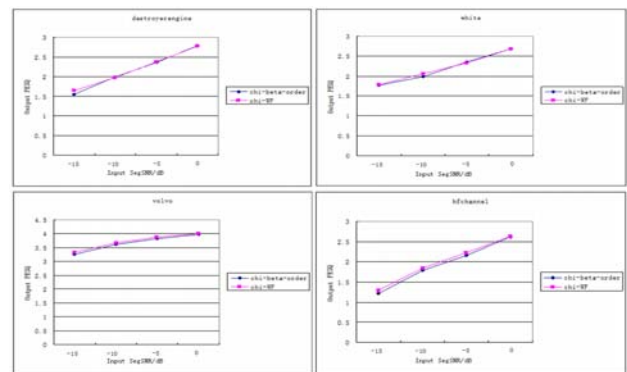 destroyerengine
3
2.5
2
1.5
1
0.5
0
-15
-10
-5
0
Output PESQ
Input SegSNR/dB
chi-beta-order
chi-WF
white
3
2.5
2
1.5
1
0.5
0
-15
-10
-5
0
Output PESQ
Input SegSNR/dB
chi-beta-order
chi-WF
volvo
4.5
4
3.5
3
2.5
2
1.5
1
0.5
0
-15
-10
-5
0
Output PESQ
Input SegSNR/dB
chi-beta-order
chi-WF
hfchannel
3
2.5
2
1.5
1
0.5
0
-15
-10
-5
0
Output PESQ
Input SegSNR/dB
chi-beta-order
chi-WF